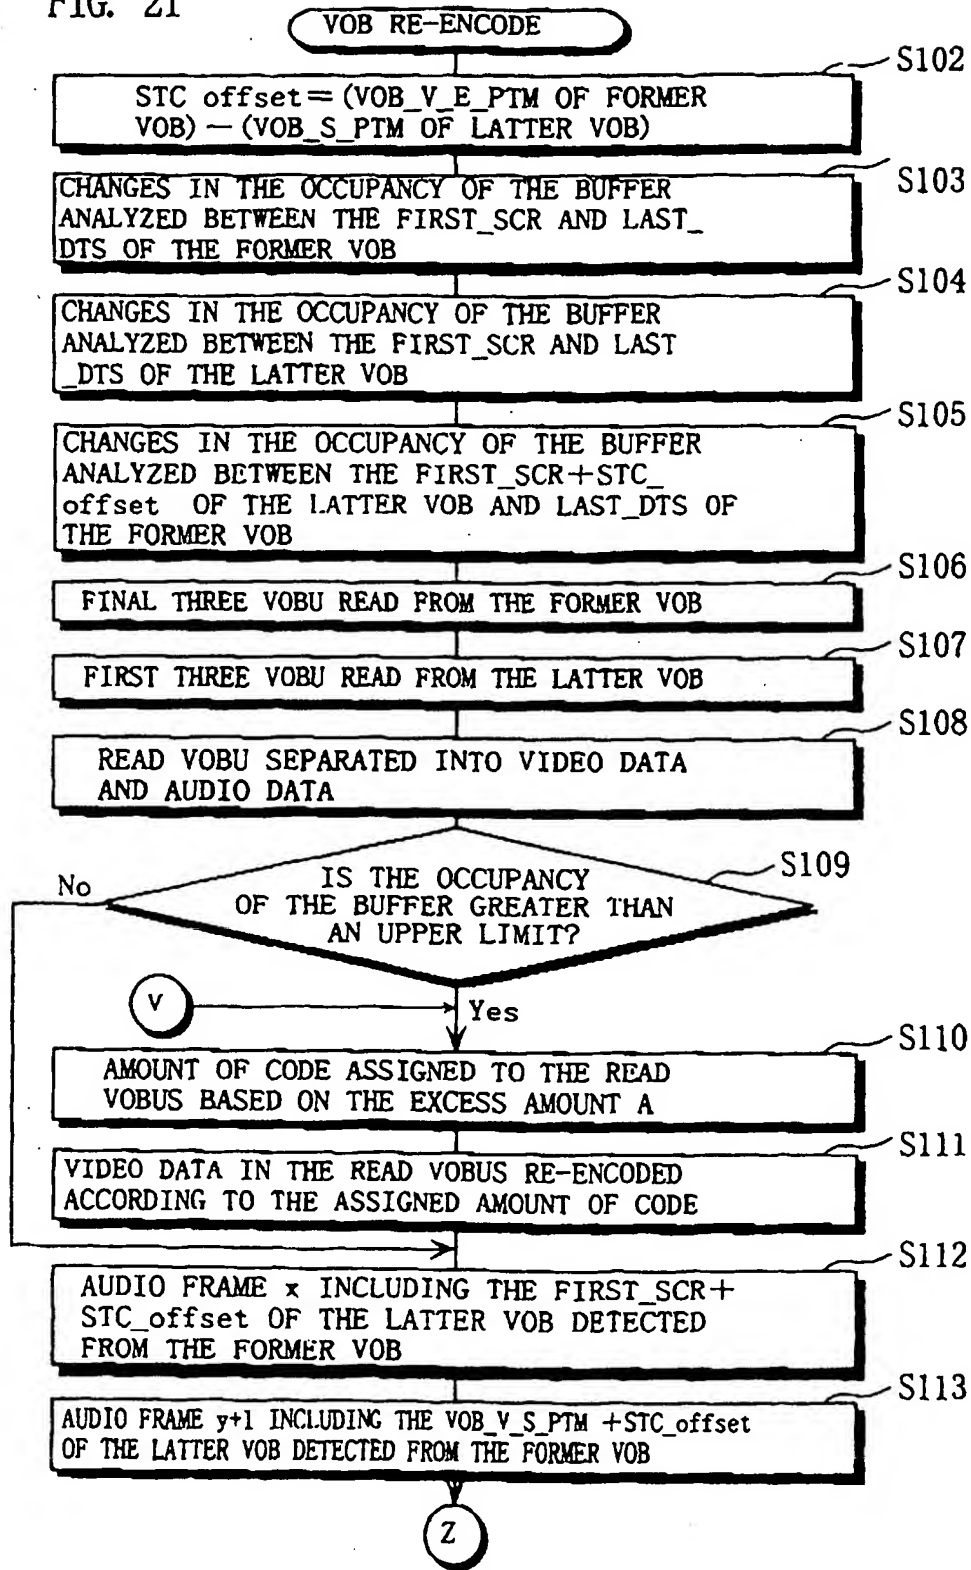 FIG. 21
VOB RE-ENCODE
S102
STC offset=(VOB_V_E_PTM OF FORMER
VOB)-(VOB_S_PTM OF LATTER VOB)
S103
CHANGES IN THE OCCUPANCY OF THE BUFFER
ANALYZED BETWEEN THE FIRST_SCR AND LAST_
DTS OF THE FORMER VOB
S104
CHANGES IN THE OCCUPANCY OF THE BUFFER
ANALYZED BETWEEN THE FIRST_SCR AND LAST
_DTS OF THE LATTER VOB
S105
CHANGES IN THE OCCUPANCY OF THE BUFFER
ANALYZED BETWEEN THE FIRST_SCR+STC_
offset OF THE LATTER VOB AND LAST_DTS OF
THE FORMER VOB
S106
FINAL THREE VOBU READ FROM THE FORMER VOB
S107
FIRST THREE VOBU READ FROM THE LATTER VOB
S108
READ VOBU SEPARATED INTO VIDEO DATA
AND AUDIO DATA
S109
No
IS THE OCCUPANCY
OF THE BUFFER GREATER THAN
AN UPPER LIMIT?
V
Yes
S110
AMOUNT OF CODE ASSIGNED TO THE READ
VOBUS BASED ON THE EXCESS AMOUNT A
S111
VIDEO DATA IN THE READ VOBUS RE-ENCODED
ACCORDING TO THE ASSIGNED AMOUNT OF CODE
S112
AUDIO FRAME x INCLUDING THE FIRST_SCR+
STC_offset OF THE LATTER VOB DETECTED
FROM THE FORMER VOB
S113
AUDIO FRAME y+1 INCLUDING THE VOB_V_S_PTM +STC_offset
OF THE LATTER VOB DETECTED FROM THE FORMER VOB
Z